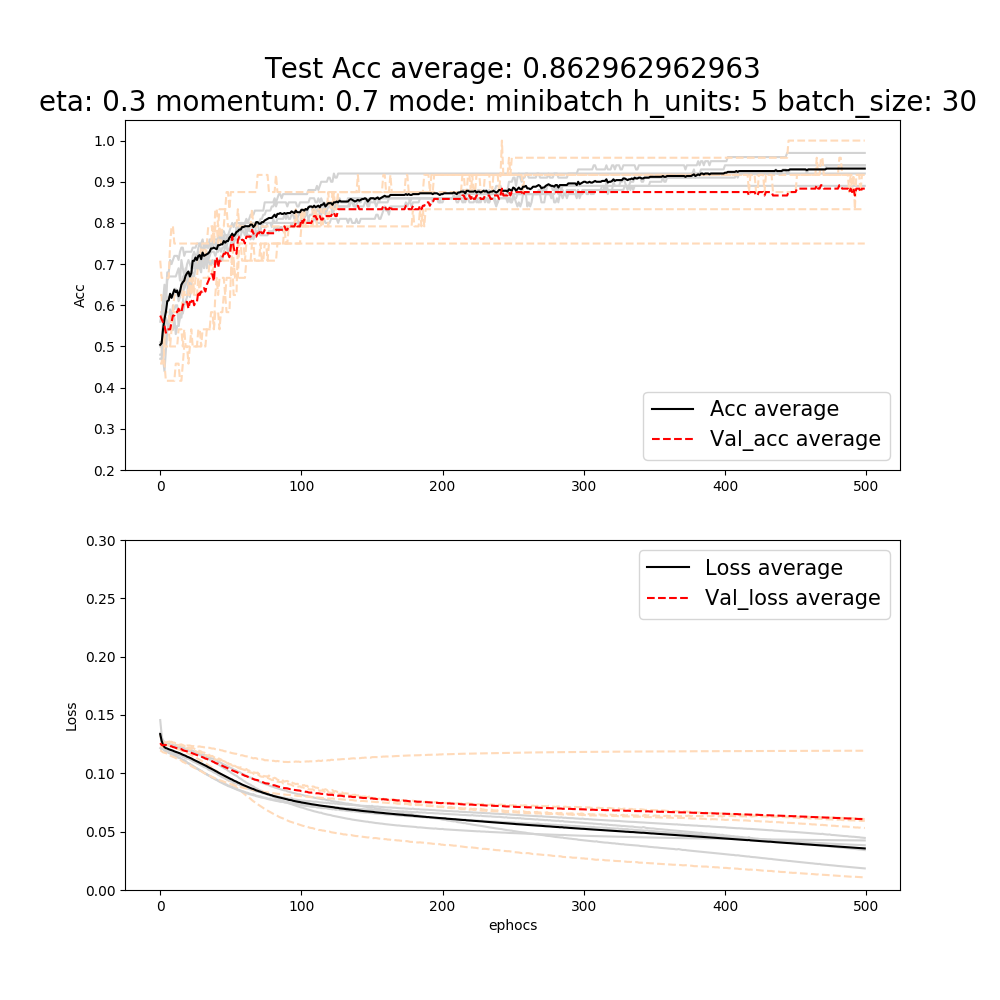 Test Acc average: 0.862962962963
eta: 0.3 momentum: 0.7 mode: minibatch h_units: 5 batch_size: 30
1.0
0.9
0.8
0.7
0.6
0.5
0.4
0.3
0.2
Acc
0 100 200 300 400 500
Acc average
Val_acc average
0.30
0.25
0.20
0.15
0.10
0.05
0.00
Loss
Loss average
Val_loss average
0 100 200 300 400 500
ephocs